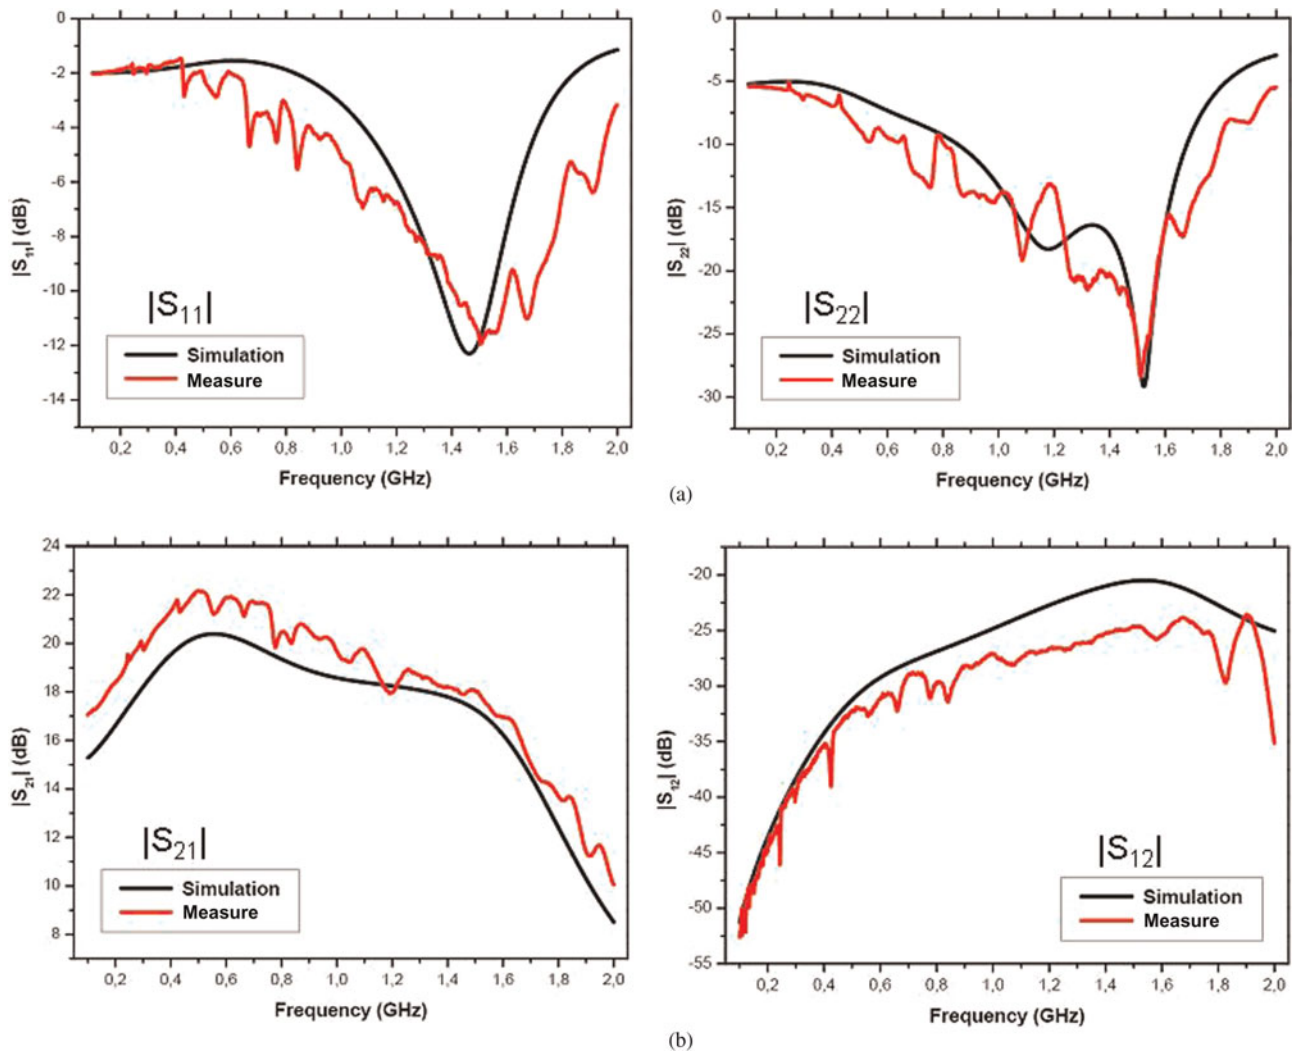 0
-2
-4
-6
-8
-10
-12
-14
|S11| (dB)
|S11|
Simulation
Measure
0,2 0,4 0,6 0,8 1,0 1,2 1,4 1,6 1,8 2,0
Frequency (GHz)
0
-5
-10
-15
-20
-25
-30
|S22| (dB)
|S22|
Simulation
Measure
0,2 0,4 0,6 0,8 1,0 1,2 1,4 1,6 1,8 2,0
Frequency (GHz)
(a)
24
22
20
18
16
14
12
10
8
|S21| (dB)
|S21|
Simulation
Measure
0,2 0,4 0,6 0,8 1,0 1,2 1,4 1,6 1,8 2,0
Frequency (GHz)
-20
-25
-30
-35
-40
-45
-50
-55
|S12| (dB)
|S12|
Simulation
Measure
0,2 0,4 0,6 0,8 1,0 1,2 1,4 1,6 1,8 2,0
Frequency (GHz)
(b)